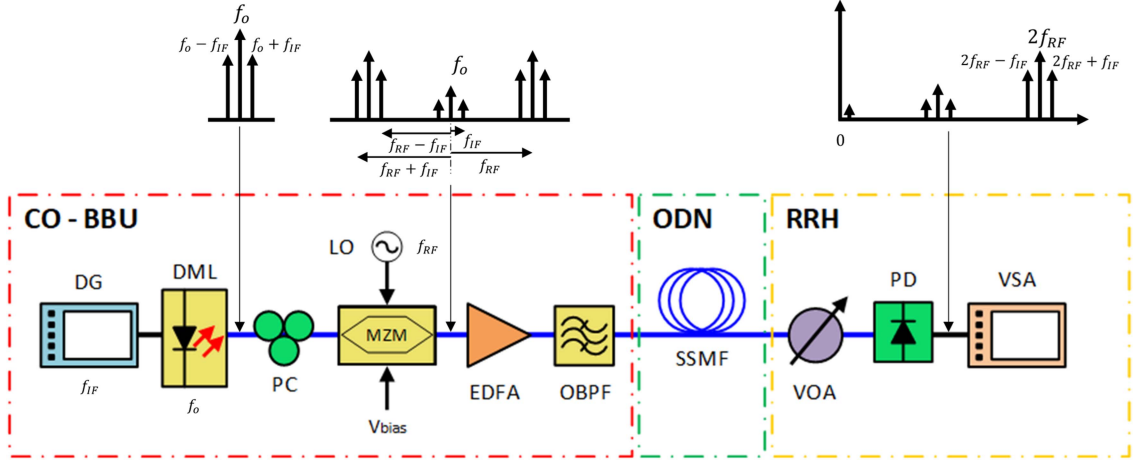 f_o
f_o − f_IF
f_o + f_IF
f_o
f_RF − f_IF
f_IF
f_RF + f_IF
f_RF
2f_RF
2f_RF − f_IF
2f_RF + f_IF
0
CO - BBU
ODN
RRH
LO
f_RF
DG
DML
PD
VSA
MZM
PC
EDFA
OBPF
SSMF
VOA
f_IF
f_o
Vbias